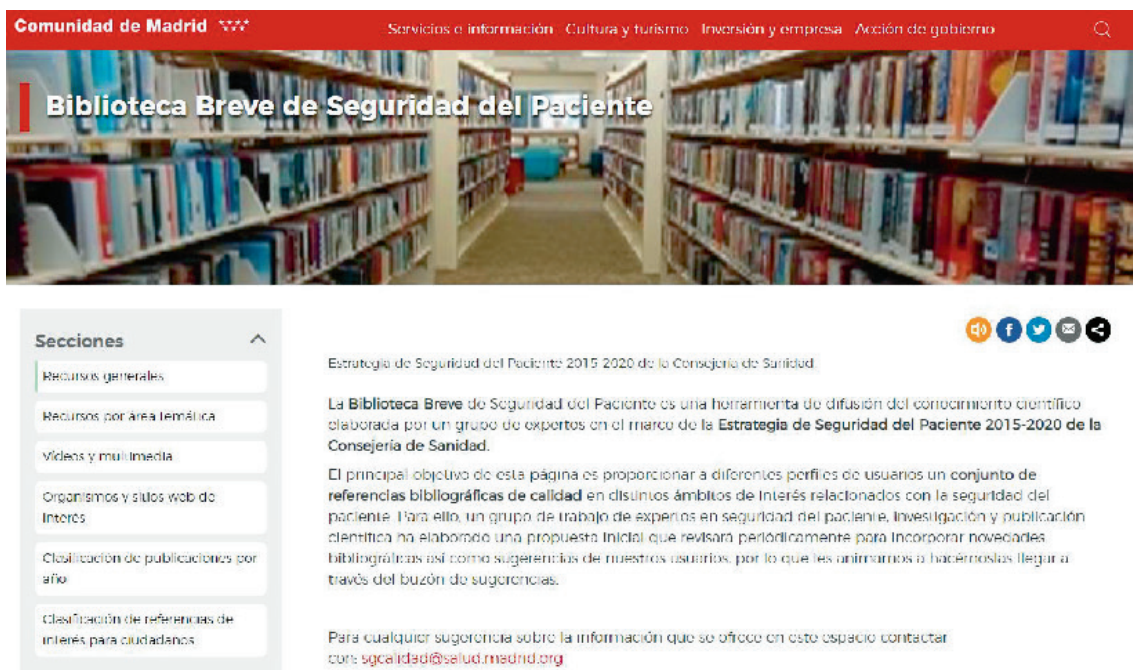 Comunidad de Madrid
Servicios e información Cultura y turismo Inversión y empresa Acción de gobierno
Biblioteca Breve de Seguridad del Paciente
Secciones
Recursos generales
Recursos por área temática
Vídeos y multimedia
Organismos y sitios web de
interés
Clasificación de publicaciones por
año
Clasificación de referencias de
interés para ciudadanos
Estrategia de Seguridad del Paciente 2015-2020 de la Consejería de Sanidad
La Biblioteca Breve de Seguridad del Paciente es una herramienta de difusión del conocimiento científico
elaborada por un grupo de expertos en el marco de la Estrategia de Seguridad del Paciente 2015-2020 de la
Consejería de Sanidad.
El principal objetivo de esta página es proporcionar a diferentes perfiles de usuarios un conjunto de
referencias bibliográficas de calidad en distintos ámbitos de interés relacionados con la seguridad del
paciente. Para ello, un grupo de trabajo de expertos en seguridad del paciente, investigación y publicación
científica ha elaborado una propuesta inicial que revisará periódicamente para incorporar novedades
bibliográficas así como sugerencias de nuestros usuarios, por lo que les animamos a hacérnoslas llegar a
través del buzón de sugerencias.
Para cualquier sugerencia sobre la información que se ofrece en este espacio contactar
con: sgcalidad@salud.madrid.org